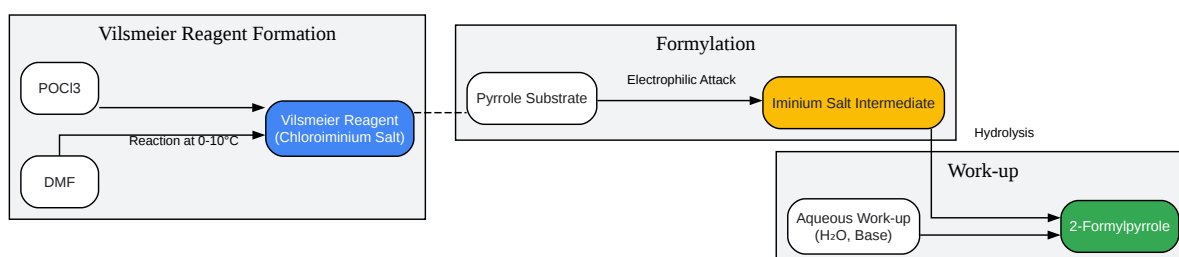 Vilsmeier Reagent Formation
POCl3
DMF
Reaction at 0-10°C
Vilsmeier Reagent
(Chloroiminium Salt)
Formylation
Pyrrole Substrate
Electrophilic Attack
Iminium Salt Intermediate
Hydrolysis
Work-up
Aqueous Work-up
(H₂O, Base)
2-Formylpyrrole